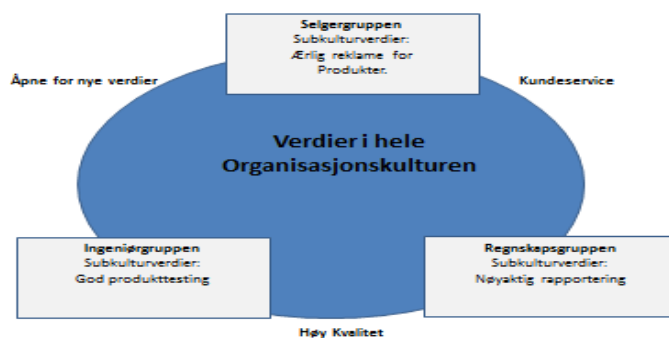 Selgergruppen
Subkulturverdier:
Ærlig reklame for
Produkter.
Åpne for nye verdier
Kundeservice
Verdier i hele
Organisasjonskulturen
Ingeniørgruppen
Subkulturverdier:
God produkttesting
Regnskapsgruppen
Subkulturverdier:
Nøyaktig rapportering
Høy Kvalitet